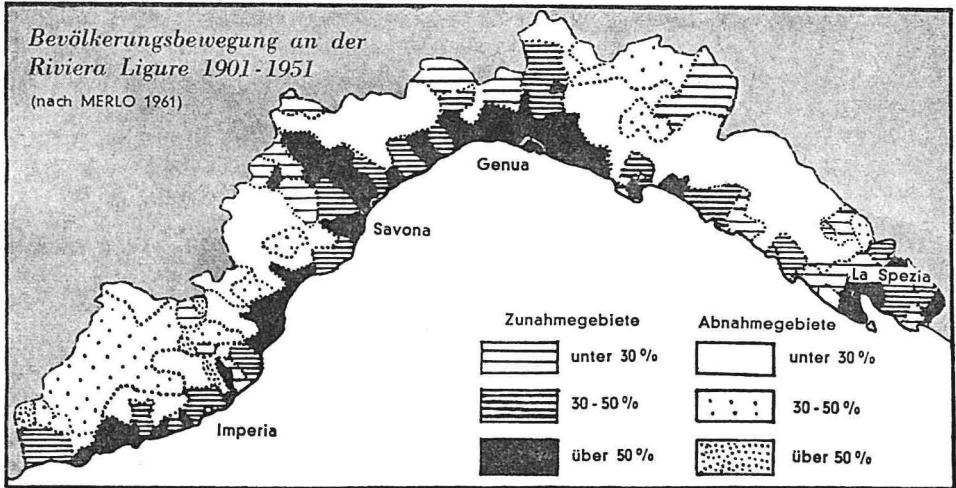 Bevölkerungsbewegung an der
Riviera Ligure 1901-1951
(nach MERLO 1961)
Genua
Savona
La Spezia
Imperia
Zunahmegebiete
unter 30%
30-50%
über 50%
Abnahmegebiete
unter 30%
30-50%
über 50%